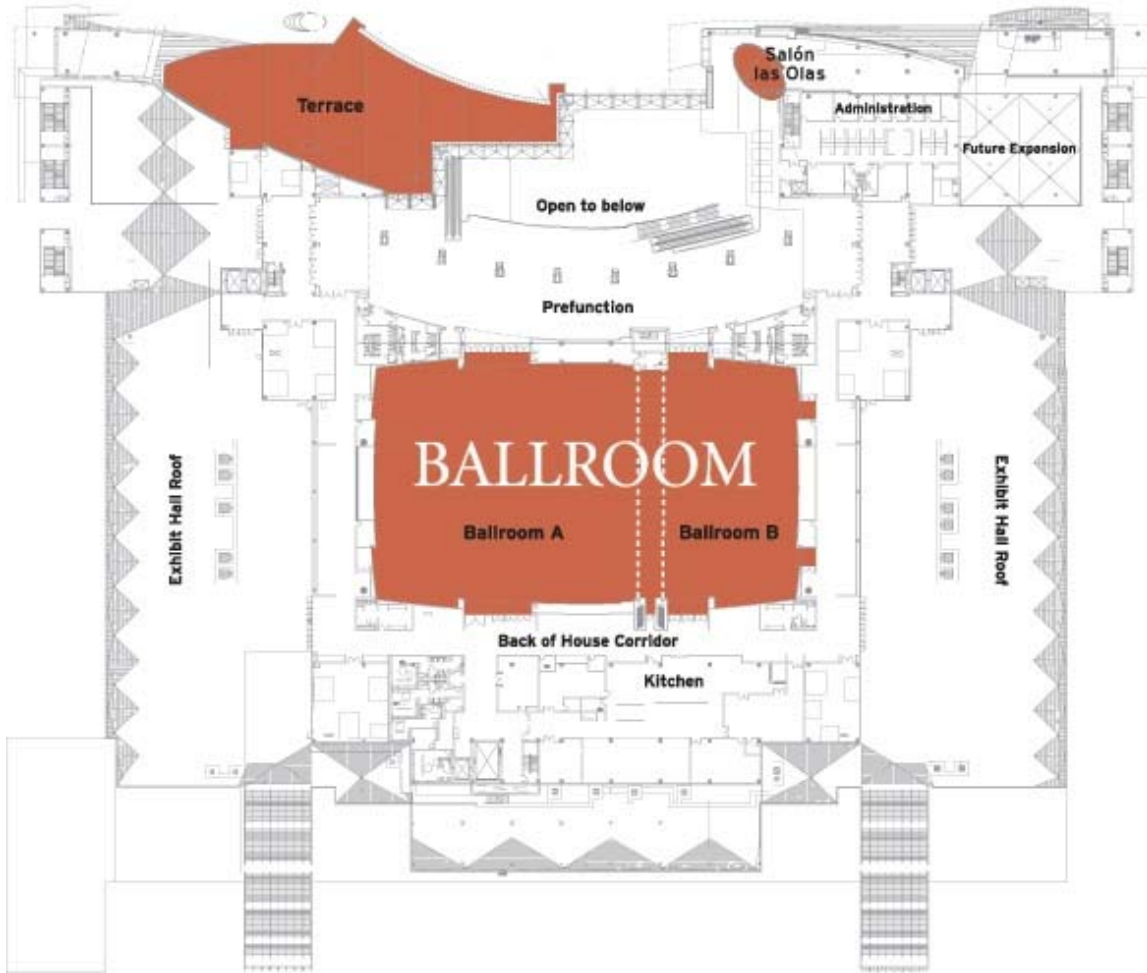 Salón
las Olas
Terrace
Administration
Future Expansion
Open to below
Prefunction
BALLROOM
Ballroom A
Ballroom B
Exhibit Hall Roof
Exhibit Hall Roof
Back of House Corridor
Kitchen